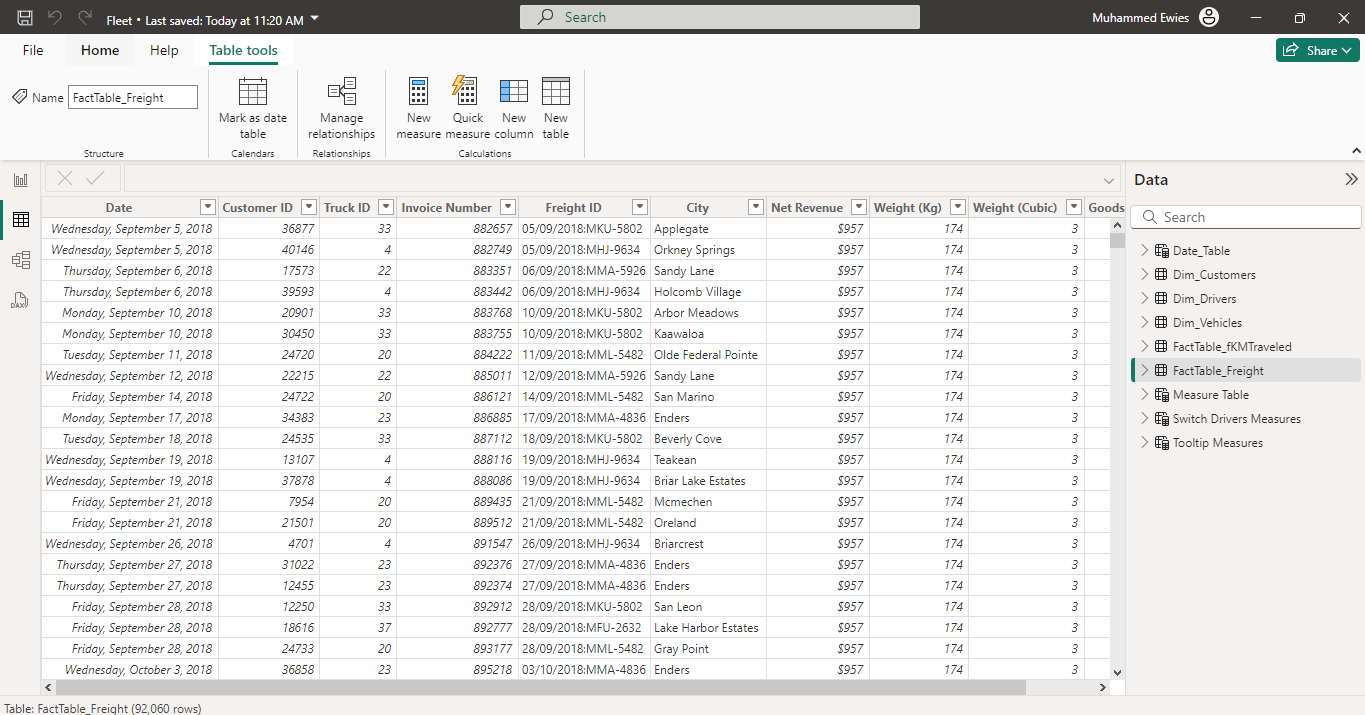 Fleet • Last saved: Today at 11:20 AM
Search
Muhammed Ewies
File Home Help Table tools
Share
Name FactTable_Freight
Mark as date table
Manage relationships
New measure
Quick measure
New column
New table
Structure Calendars Relationships Calculations
Date Customer ID Truck ID Invoice Number Freight ID City Net Revenue Weight (Kg) Weight (Cubic) Goods
Wednesday, September 5, 2018 36877 33 882657 05/09/2018:MKU-5802 Applegate $957 174 3
Wednesday, September 5, 2018 40146 4 882749 05/09/2018:MHJ-9634 Orkney Springs $957 174 3
Thursday, September 6, 2018 17573 22 883351 06/09/2018:MMA-5926 Sandy Lane $957 174 3
Thursday, September 6, 2018 39593 4 883442 06/09/2018:MHJ-9634 Holcomb Village $957 174 3
Monday, September 10, 2018 20901 33 883768 10/09/2018:MKU-5802 Arbor Meadows $957 174 3
Monday, September 10, 2018 30450 33 883755 10/09/2018:MKU-5802 Kaawaloa $957 174 3
Tuesday, September 11, 2018 24720 20 884222 11/09/2018:MML-5482 Olde Federal Pointe $957 174 3
Wednesday, September 12, 2018 22215 22 885011 12/09/2018:MMA-5926 Sandy Lane $957 174 3
Friday, September 14, 2018 24722 20 886121 14/09/2018:MML-5482 San Marino $957 174 3
Monday, September 17, 2018 34383 23 886885 17/09/2018:MMA-4836 Enders $957 174 3
Tuesday, September 18, 2018 24535 33 887112 18/09/2018:MKU-5802 Beverly Cove $957 174 3
Wednesday, September 19, 2018 13107 4 888116 19/09/2018:MHJ-9634 Teakean $957 174 3
Wednesday, September 19, 2018 37878 4 888086 19/09/2018:MHJ-9634 Briar Lake Estates $957 174 3
Friday, September 21, 2018 7954 20 889435 21/09/2018:MML-5482 Mcmechen $957 174 3
Friday, September 21, 2018 21501 20 889512 21/09/2018:MML-5482 Oreland $957 174 3
Wednesday, September 26, 2018 4701 4 891547 26/09/2018:MHJ-9634 Briarcrest $957 174 3
Thursday, September 27, 2018 31022 23 892376 27/09/2018:MMA-4836 Enders $957 174 3
Thursday, September 27, 2018 12455 23 892374 27/09/2018:MMA-4836 Enders $957 174 3
Friday, September 28, 2018 12250 33 892912 28/09/2018:MKU-5802 San Leon $957 174 3
Friday, September 28, 2018 18616 37 892777 28/09/2018:MFU-2632 Lake Harbor Estates $957 174 3
Friday, September 28, 2018 24733 20 893177 28/09/2018:MML-5482 Gray Point $957 174 3
Wednesday, October 3, 2018 36858 23 895218 03/10/2018:MMA-4836 Enders $957 174 3
Data
Search
Date_Table
Dim_Customers
Dim_Drivers
Dim_Vehicles
FactTable_fKMTraveled
FactTable_Freight
Measure Table
Switch Drivers Measures
Tooltip Measures
DAX
Table: FactTable_Freight (92,060 rows)